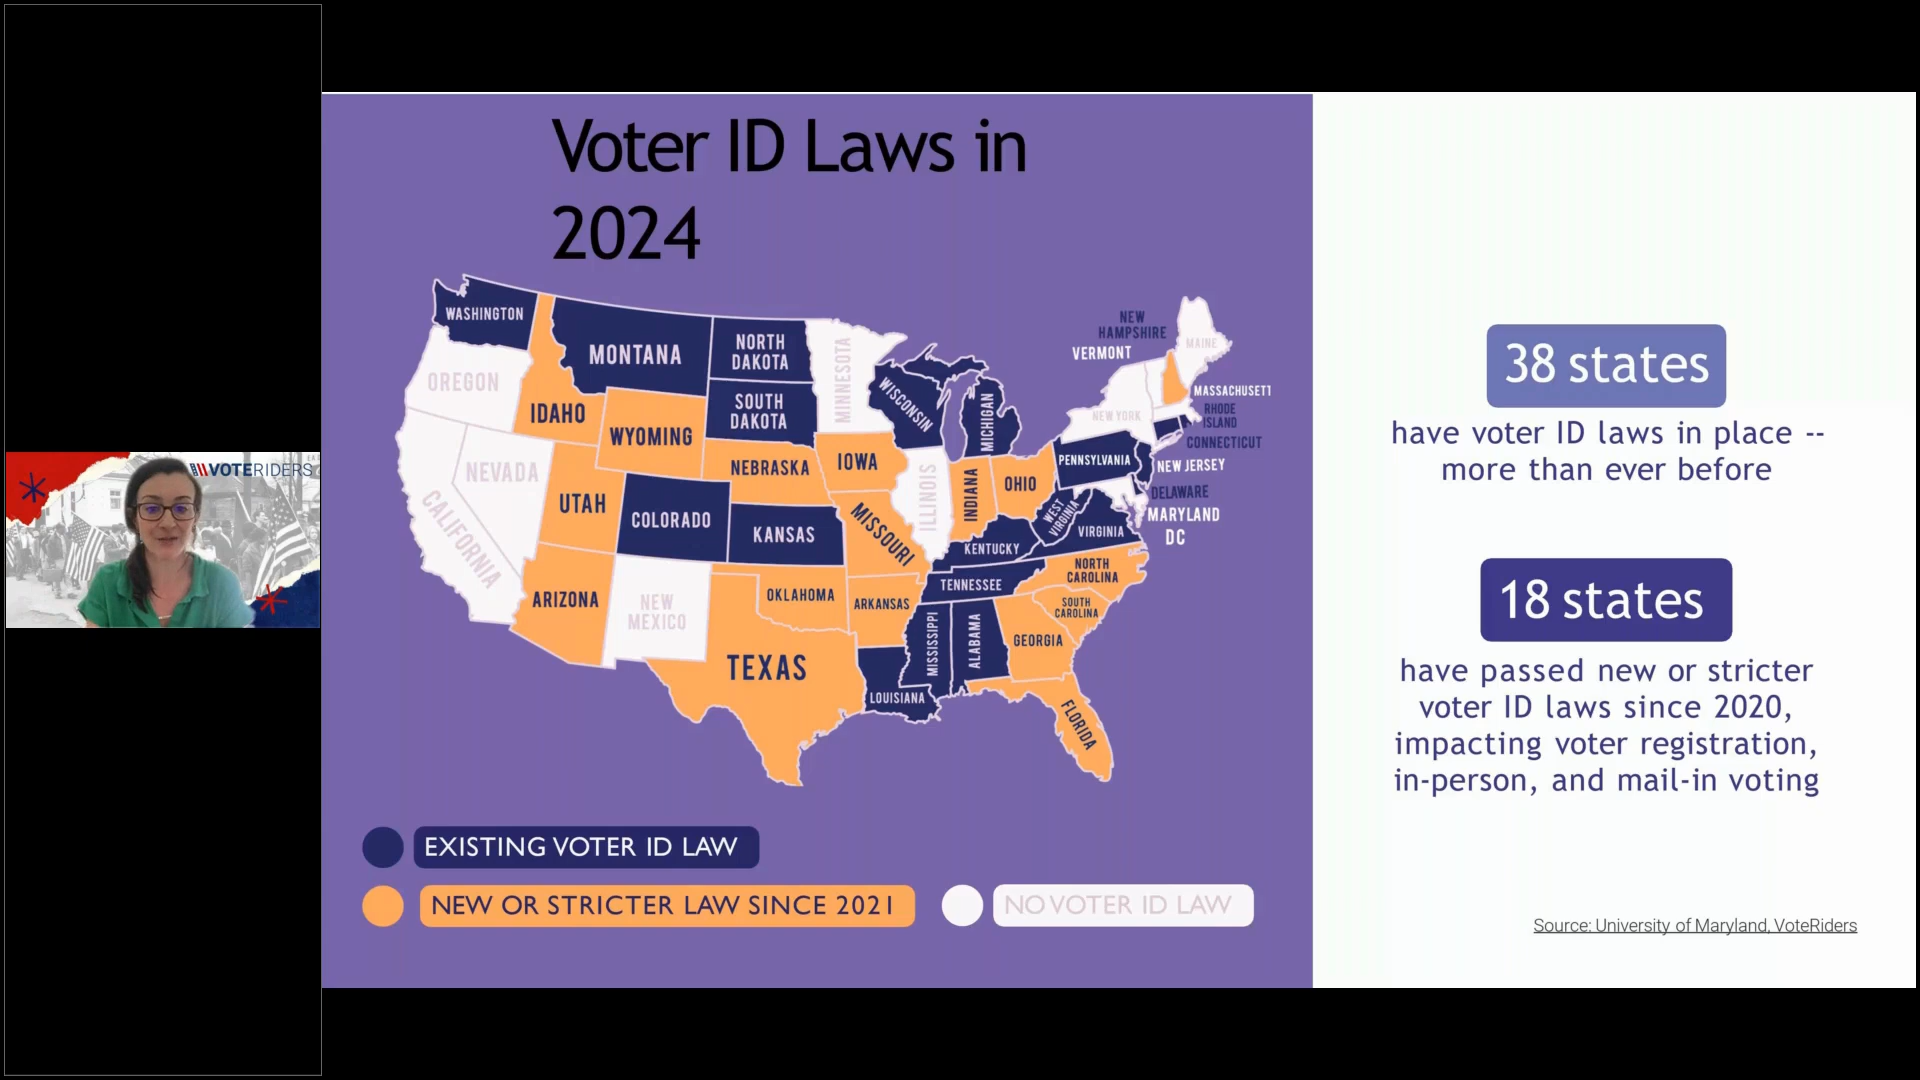 VOTERIDERS
Voter ID Laws in
2024
WASHINGTON
MONTANA
NORTH
DAKOTA
MINNESOTA
OREGON
IDAHO
WYOMING
SOUTH
DAKOTA
WISCONSIN
MICHIGAN
NEW
HAMPSHIRE
VERMONT
MAINE
NEW YORK
MASSACHUSET
RHODE
ISLAND
CONNECTICUT
NEVADA
CALIFORNIA
UTAH
COLORADO
NEBRASKA
KANSAS
IOWA
MISSOURI
ILLINOIS
INDIANA
OHIO
PENNSYLVANIA
NEW JERSEY
DELAWARE
MARYLAND
DC
WEST
VIRGINIA
VIRGINIA
KENTUCKY
TENNESSEE
NORTH
CAROLINA
SOUTH
CAROLINA
ARIZONA
NEW
MEXICO
OKLAHOMA
ARKANSAS
TEXAS
LOUISIANA
MISSISSIPPI
ALABAMA
GEORGIA
FLORIDA
EXISTING VOTER ID LAW
NEW OR STRICTER LAW SINCE 2021
NO VOTER ID LAW
38 states
have voter ID laws in place --
more than ever before
18 states
have passed new or stricter
voter ID laws since 2020,
impacting voter registration,
in-person, and mail-in voting
Source: University of Maryland, VoteRiders